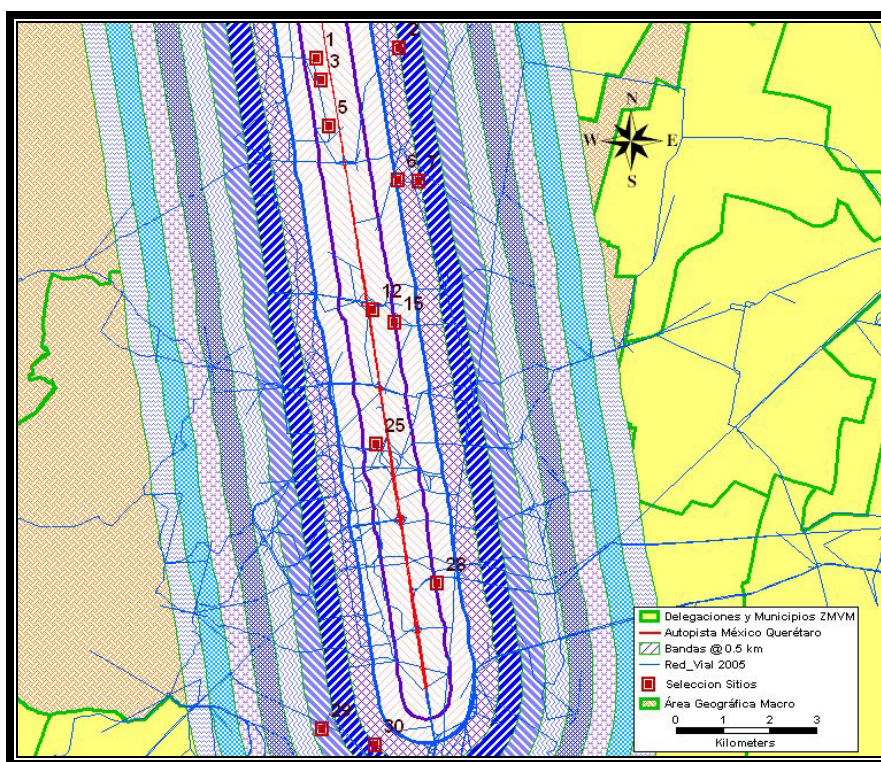 1
2
3
5
6 7
N
W E
S
12
15
25
28
29
30
Delegaciones y Municipios ZMVM
Autopista México Querétaro
Bandas @ 0.5 km
Red_Vial 2005
Seleccion Sitios
Área Geográfica Macro
0 1 2 3
Kilometers